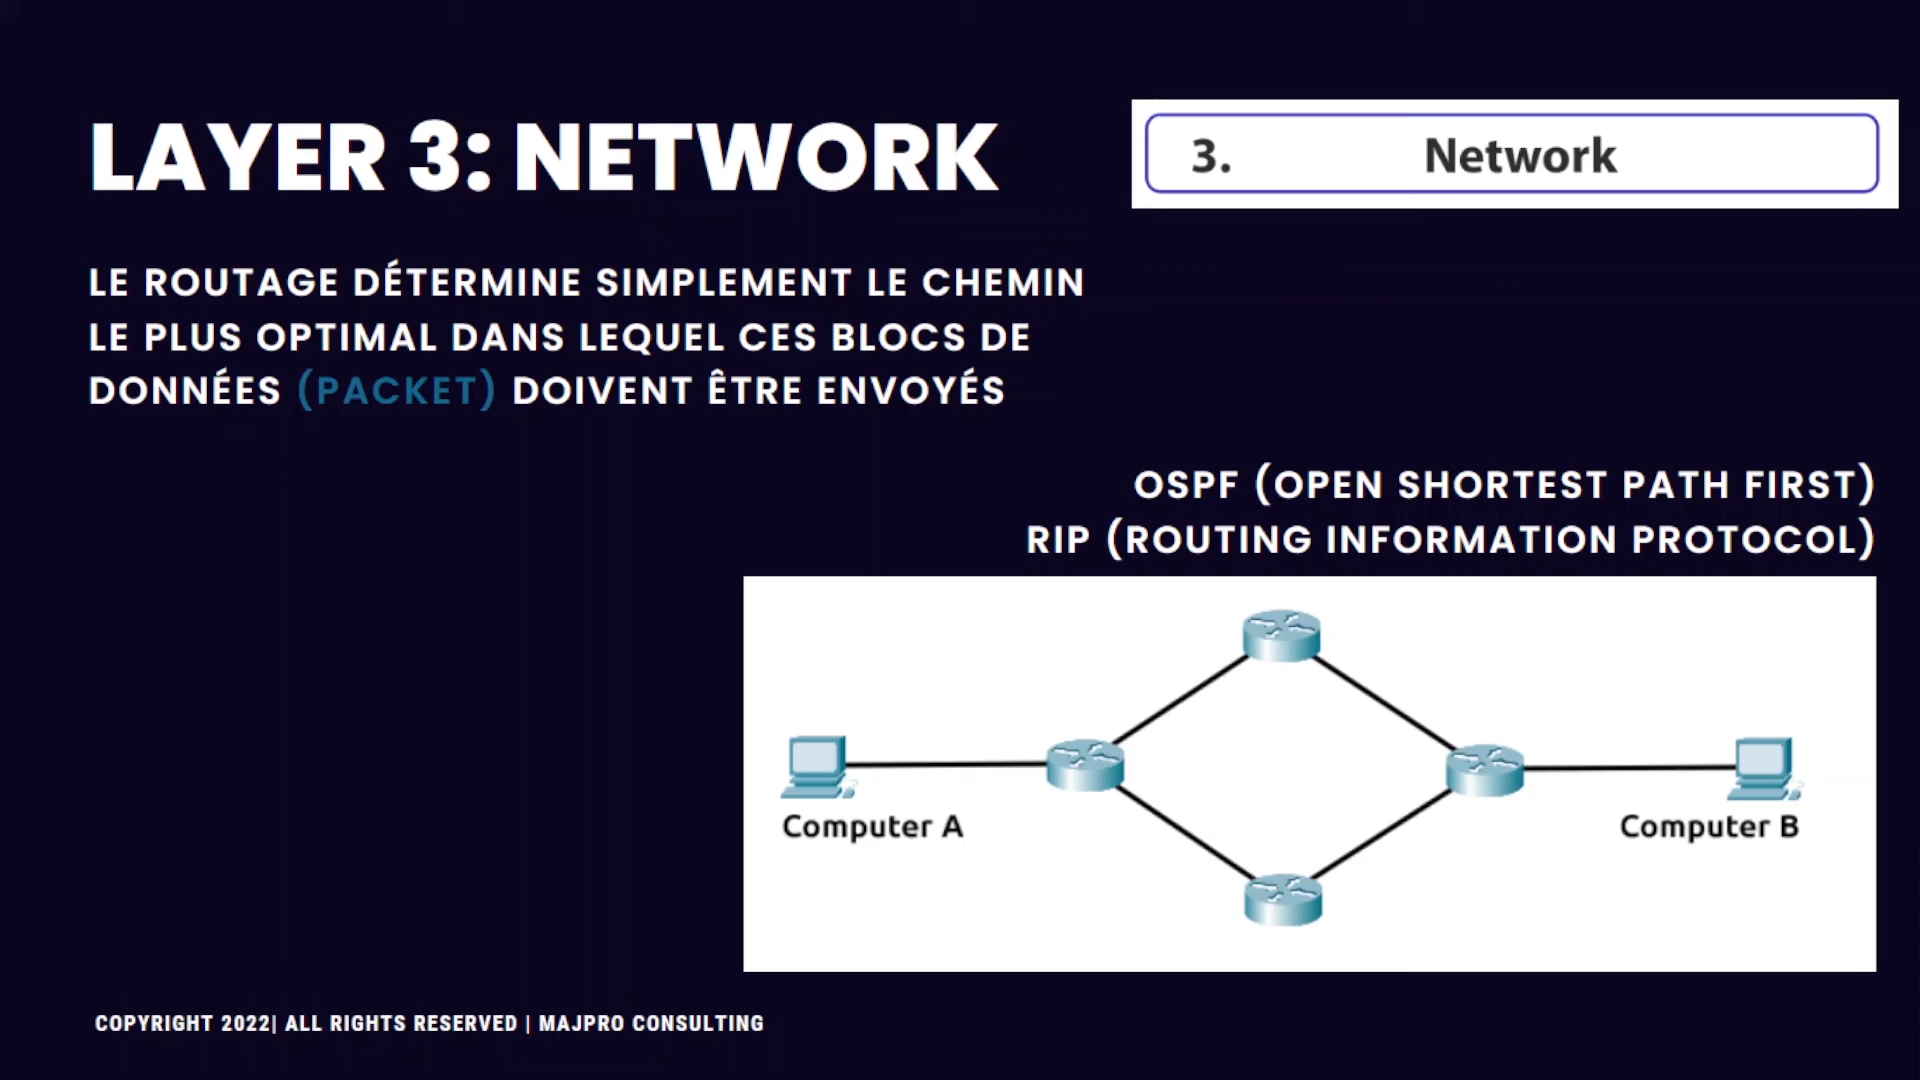 LAYER 3: NETWORK
3. Network
LE ROUTAGE DÉTERMINE SIMPLEMENT LE CHEMIN
LE PLUS OPTIMAL DANS LEQUEL CES BLOCS DE
DONNÉES (PACKET) DOIVENT ÊTRE ENVOYÉS
OSPF (OPEN SHORTEST PATH FIRST)
RIP (ROUTING INFORMATION PROTOCOL)
Computer A
Computer B
COPYRIGHT 2022| ALL RIGHTS RESERVED | MAJPRO CONSULTING